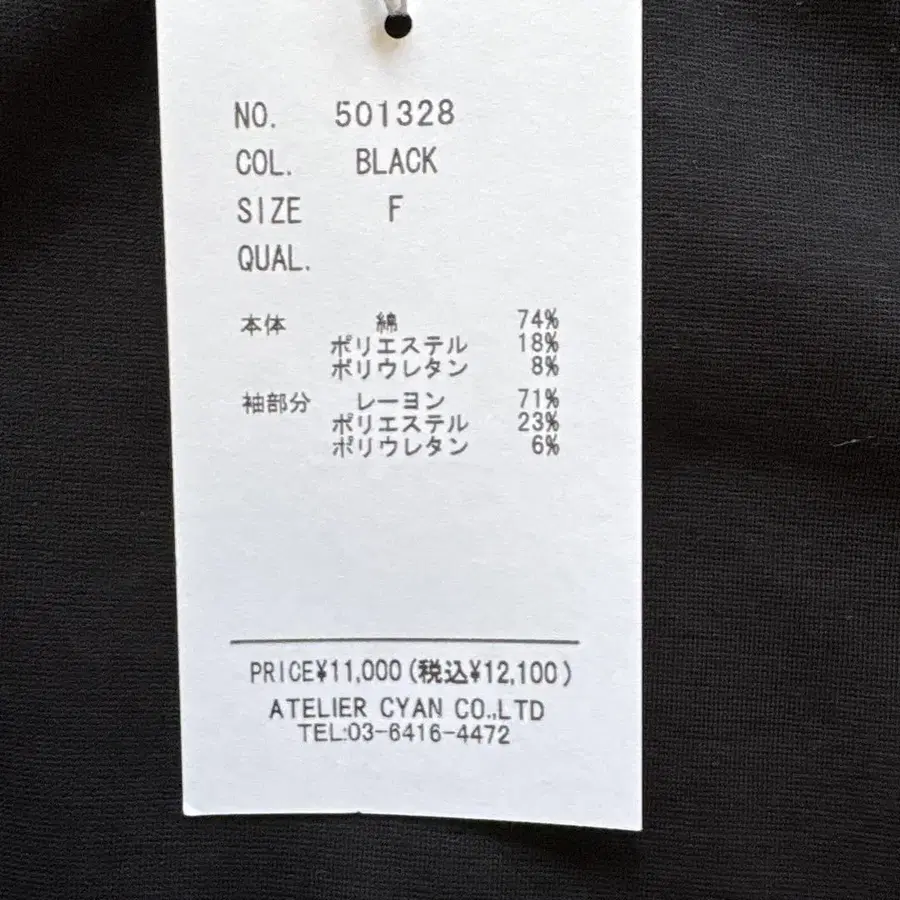 NO. 501328
COL. BLACK
SIZE F
QUAL.
本体 綿 74%
ポリエステル 18%
ポリウレタン 8%
袖部分 レーヨン 71%
ポリエステル 23%
ポリウレタン 6%
PRICE¥11,000(税込¥12,100)
ATELIER CYAN CO.,LTD
TEL:03-6416-4472